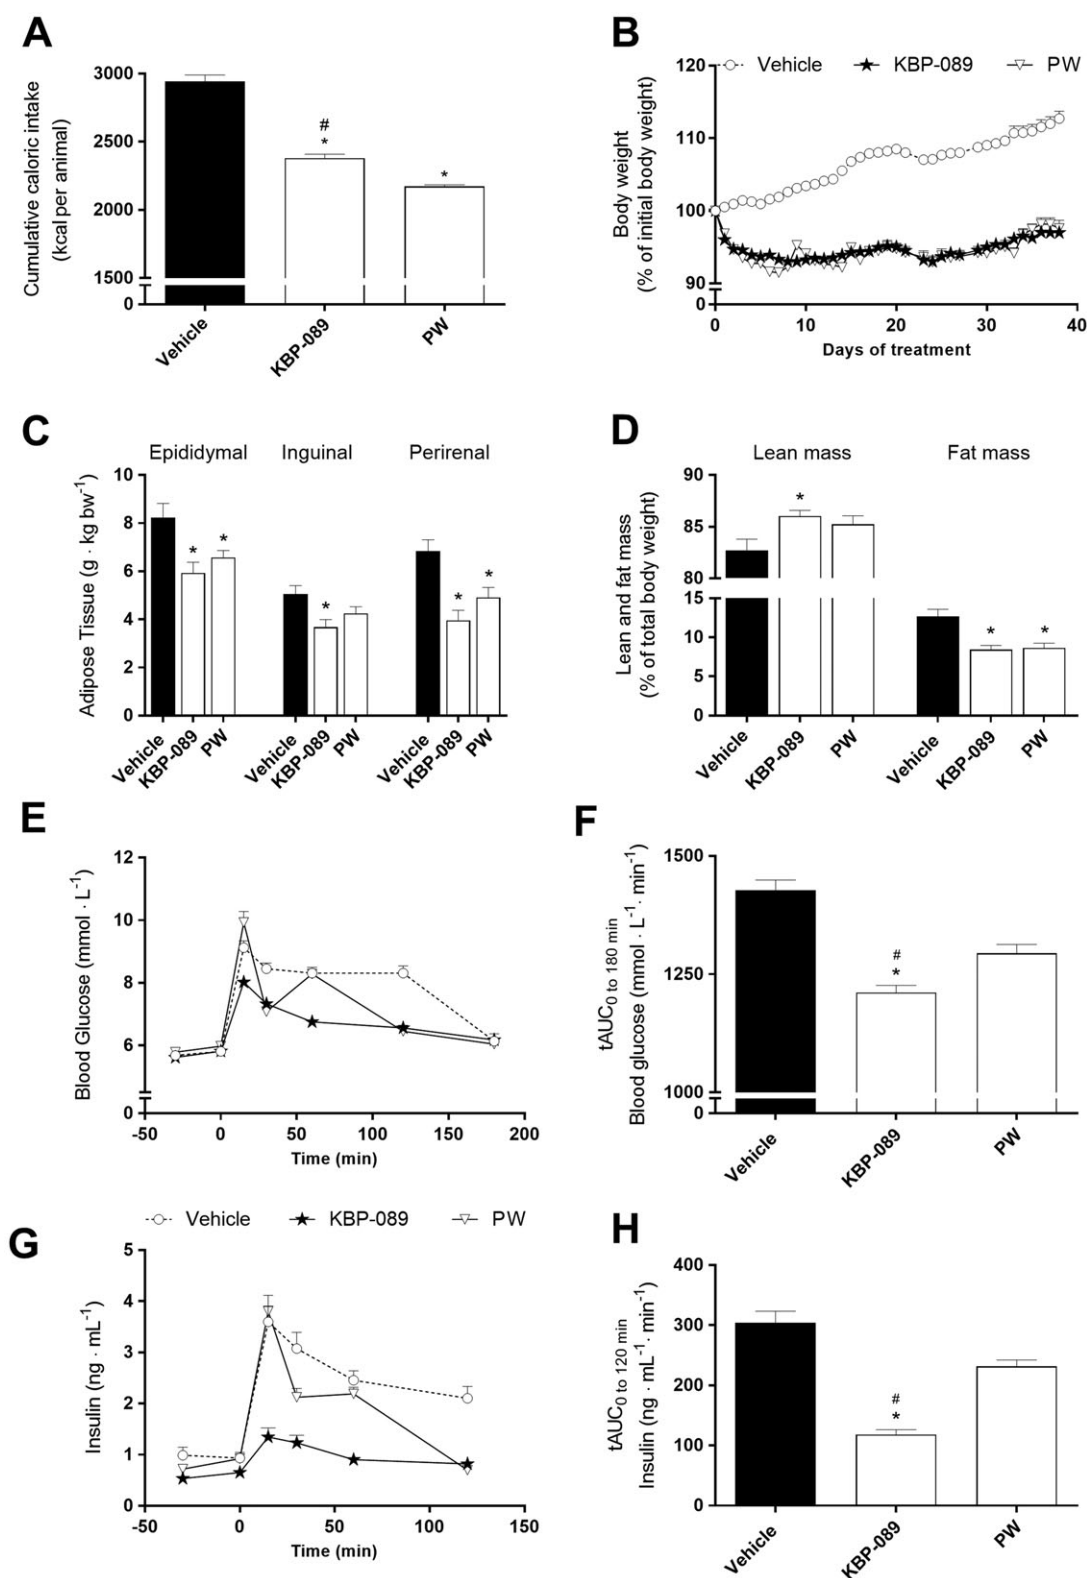 A
Cumulative caloric intake
(kcal per animal)
3000
2500
2000
1500
0
#
*
*
Vehicle
KBP-089
PW
B
Vehicle
KBP-089
PW
Body weight
(% of initial body weight)
120
110
100
90
0
0
10
20
30
40
Days of treatment
C
Epididymal
Inguinal
Perirenal
Adipose Tissue (g · kg bw⁻¹)
10
8
6
4
2
0
*
*
*
*
*
Vehicle
KBP-089
PW
Vehicle
KBP-089
PW
Vehicle
KBP-089
PW
D
Lean mass
Fat mass
Lean and fat mass
(% of total body weight)
90
85
80
15
10
5
0
*
*
*
Vehicle
KBP-089
PW
Vehicle
KBP-089
PW
E
Blood Glucose (mmol · L⁻¹)
12
10
8
6
0
-50
0
50
100
150
200
Time (min)
F
tAUC₀ to 180 min
Blood glucose (mmol · L⁻¹ · min⁻¹)
1500
1250
1000
0
#
*
Vehicle
KBP-089
PW
Vehicle
KBP-089
PW
G
Insulin (ng · mL⁻¹)
5
4
3
2
1
0
-50
0
50
100
150
Time (min)
H
tAUC₀ to 120 min
Insulin (ng · mL⁻¹ · min⁻¹)
400
300
200
100
0
#
*
Vehicle
KBP-089
PW